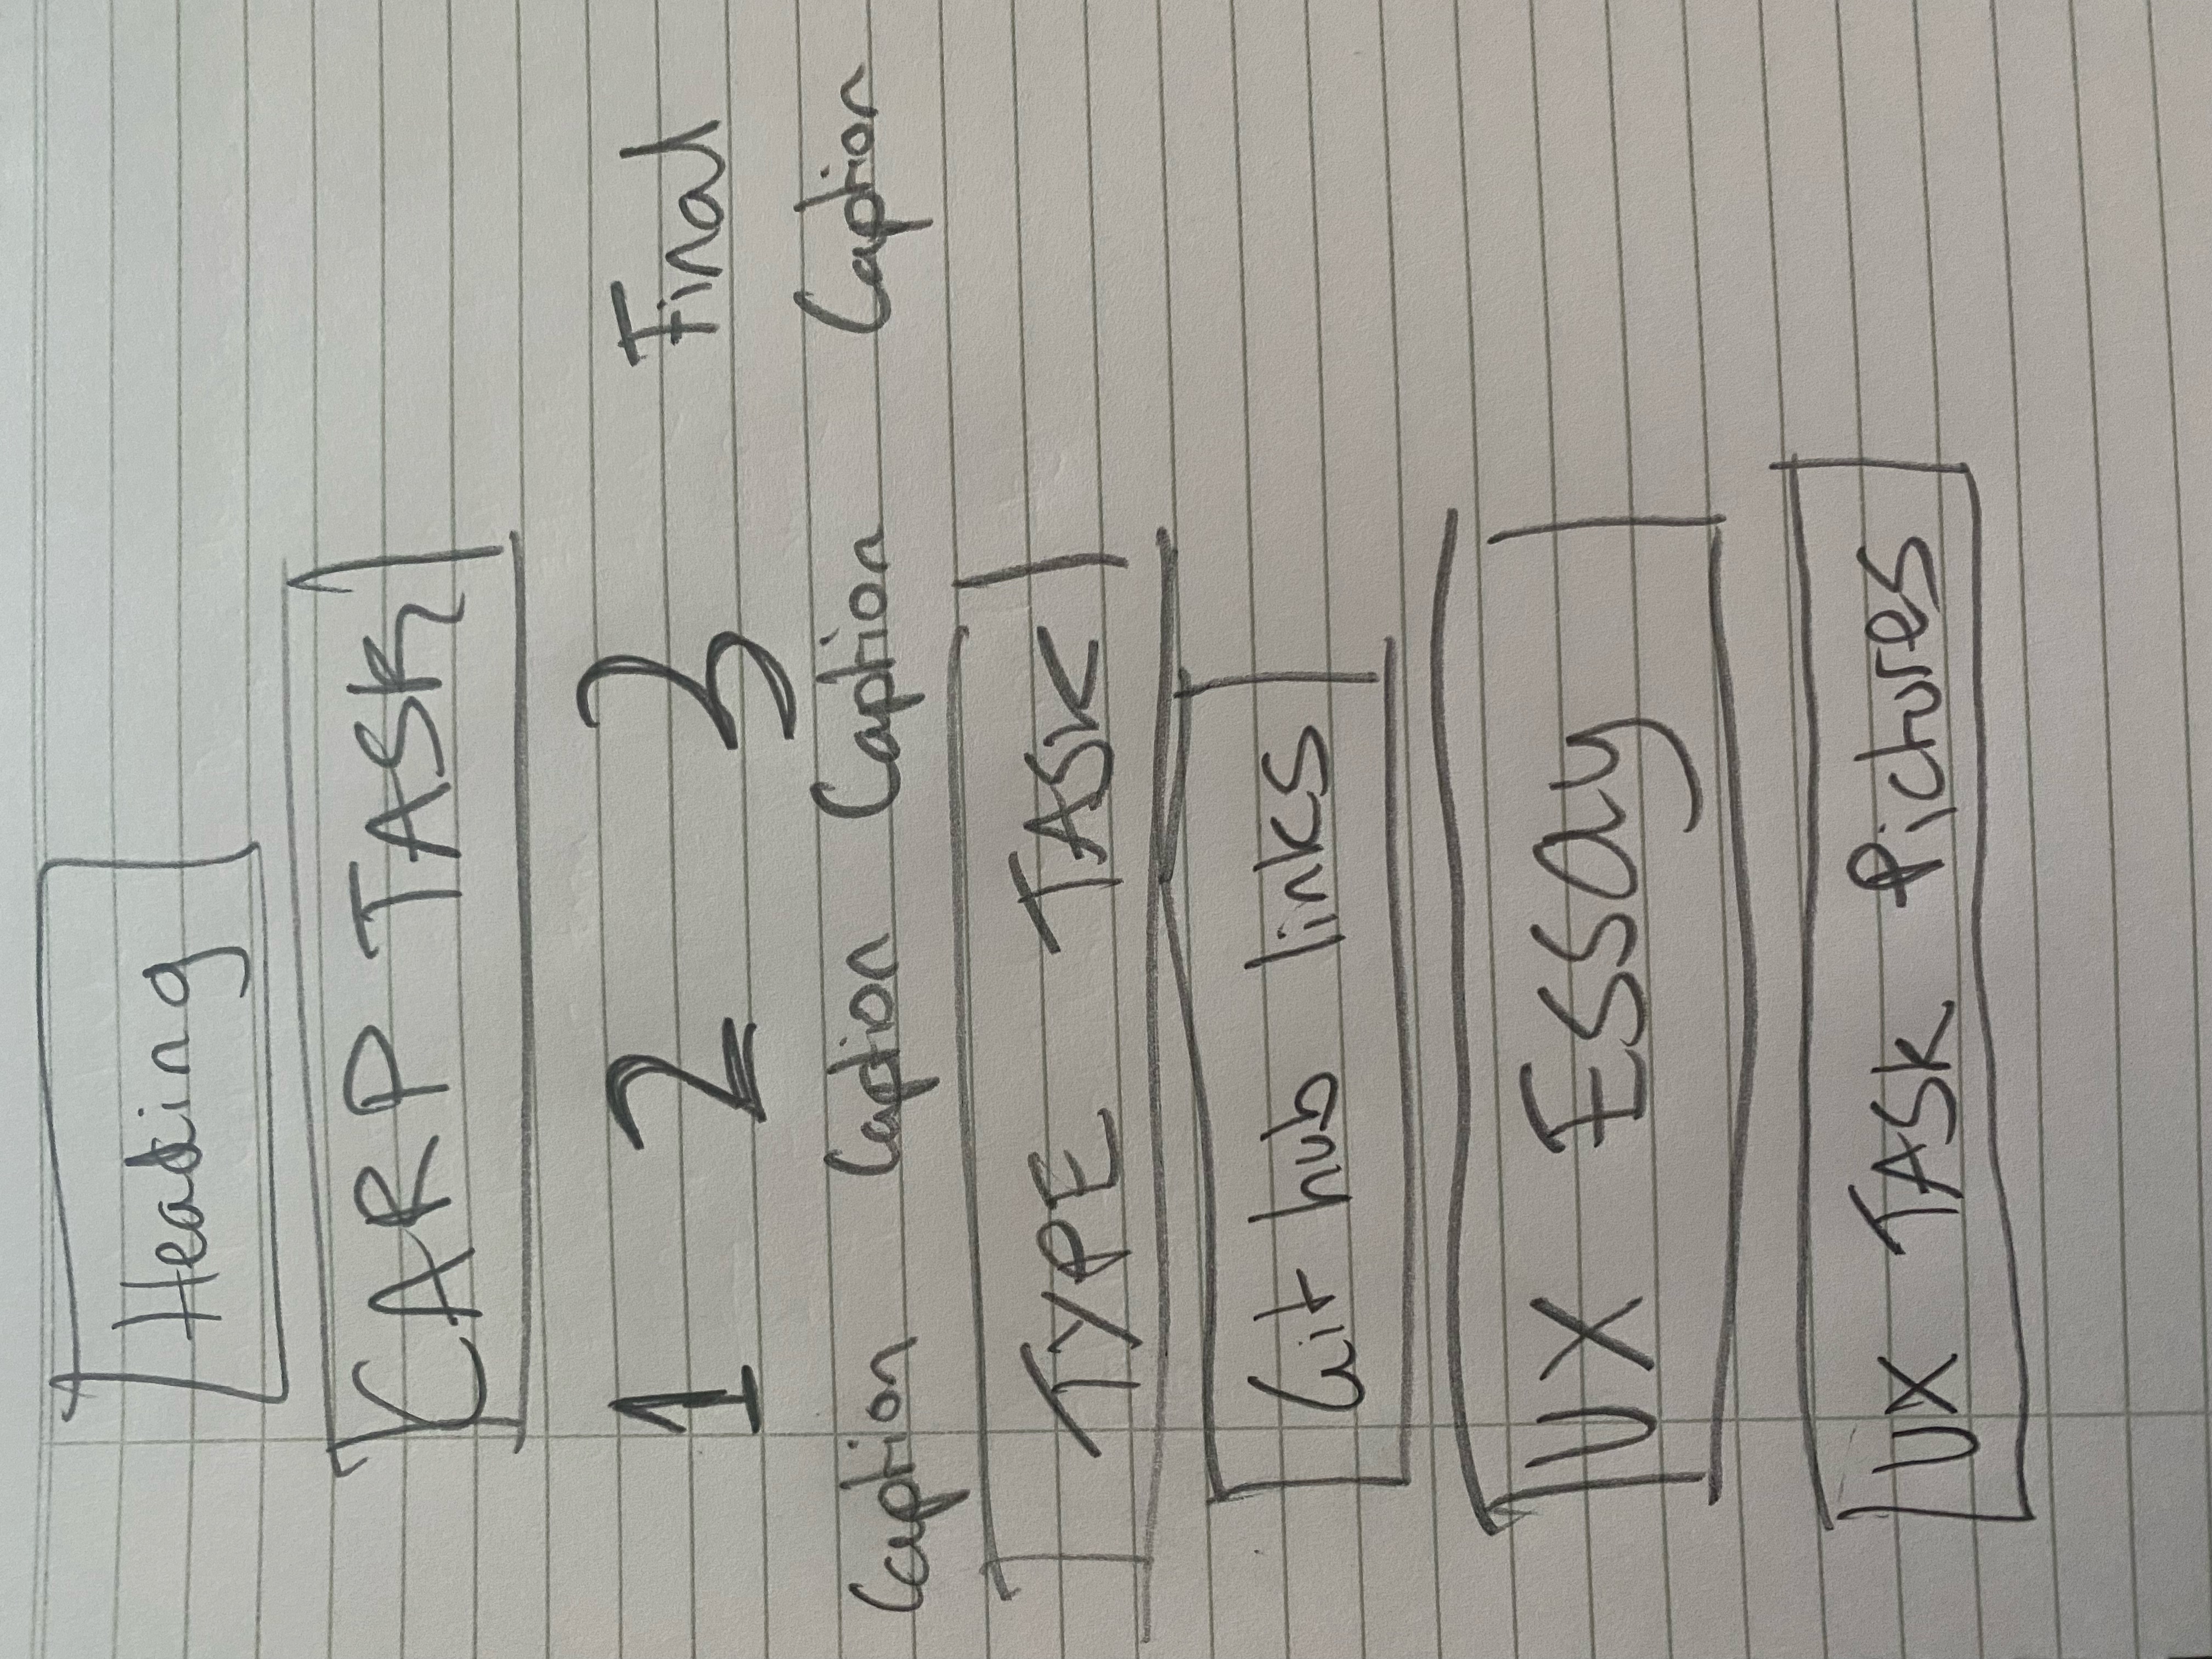 Heading
CARP TASK
1 2 3 Final
Caption Caption Caption Caption
TYPE TASK
Git hub links
UX Essay
UX TASK Pictures